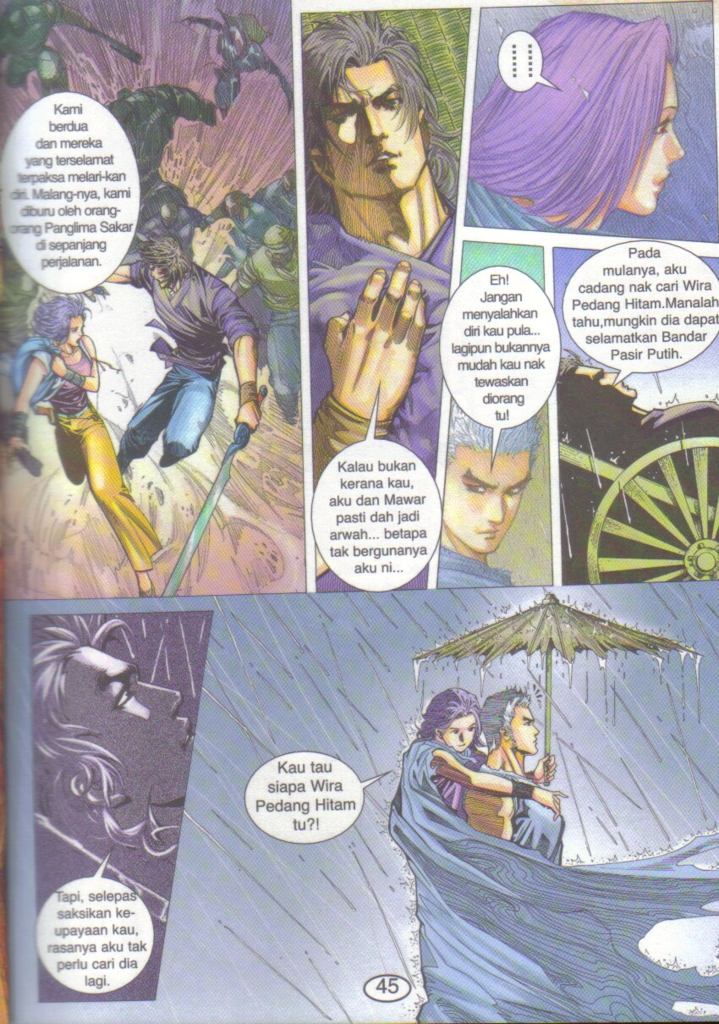 Kami
berdua
dan mereka
yang terselamat
terpaksa melari-kan
diri. Malang-nya, kami
diburu oleh orang-
orang Panglima Sakar
di sepanjang
perjalanan.
Kalau bukan
kerana kau,
aku dan Mawar
pasti dah jadi
arwah... betapa
tak bergunanya
aku ni...
Eh!
Jangan
menyalahkan
diri kau pula...
lagipun bukannya
mudah kau nak
tewaskan
diorang
tu!
Pada
mulanya, aku
cadang nak cari Wira
Pedang Hitam.Manalah
tahu,mungkin dia dapat
selamatkan Bandar
Pasir Putih.
Tapi, selepas
saksikan ke-
upayaan kau,
rasanya aku tak
perlu cari dia
lagi.
Kau tau
siapa Wira
Pedang Hitam
tu?!
45